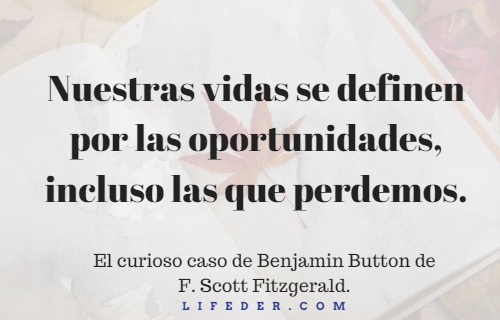 Nuestras vidas se definen
por las oportunidades,
incluso las que perdemos.
El curioso caso de Benjamin Button de
F. Scott Fitzgerald.
LIFEDER.COM